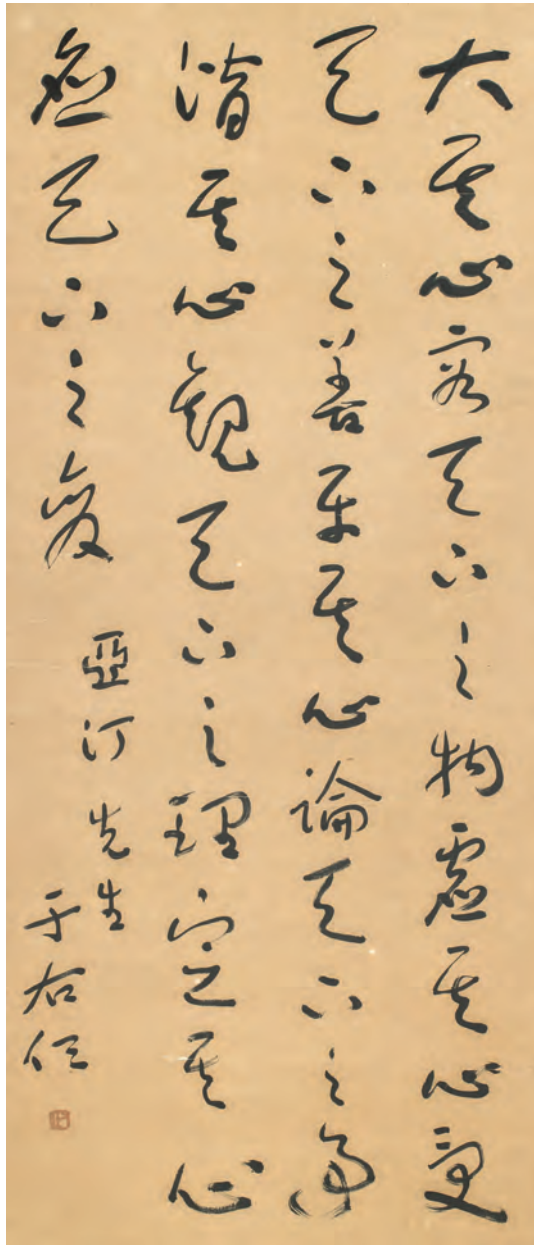 大其心容天下之物虛其心受
天下之善平其心論天下之事
潛其心觀天下之理定其心
應天下之變
亞汀先生
于右任